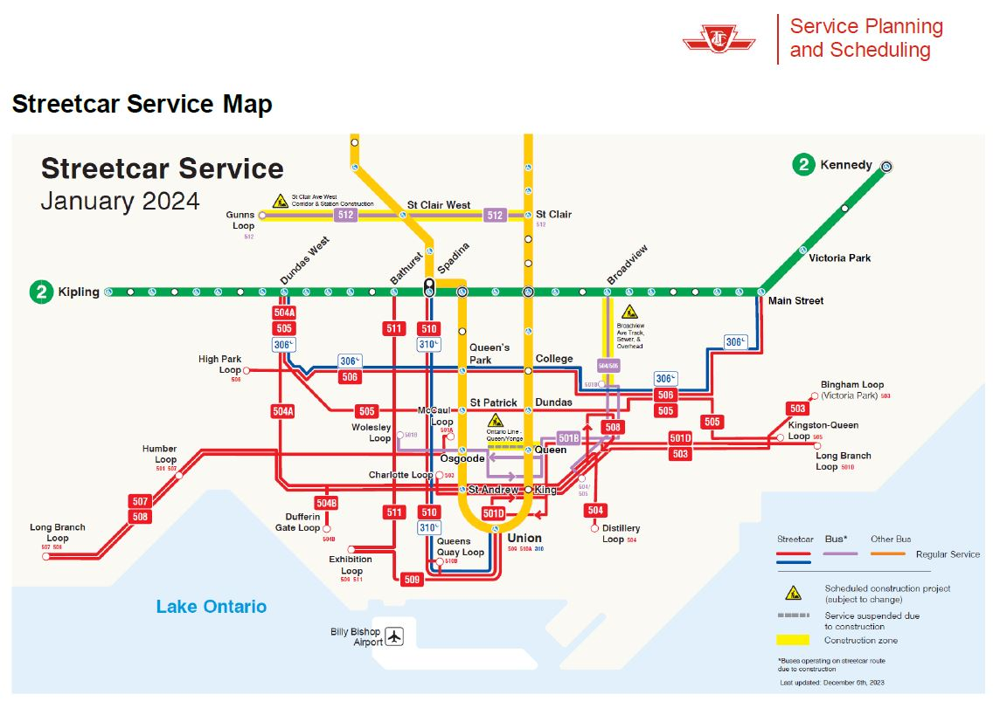 Service Planning
and Scheduling
Streetcar Service Map
Streetcar Service
January 2024
2 Kennedy
St Clair Ave West
Corridor & Station Construction
Gunns
Loop
512
512
512
St Clair West
St Clair
512
Dundas West
Bathurst
Spadina
Broadview
Victoria Park
2 Kipling
Main Street
504A
505
306
511
510
310
Broadview
Ave Track,
Sewer, &
Overhead
306
High Park
Loop
506
306
506
Queen's
Park
College
504/505
501B
306
506
505
Bingham Loop
(Victoria Park) 503
504A
505
McCaul
Loop
501A
St Patrick
Dundas
505
503
Kingston-Queen
Loop 505
Wolesley
Loop
501B
Ontario Line -
Queen/Yonge
501B
508
501D
503
Long Branch
Loop 501D
Humber
Loop
501 507
Osgoode
Queen
Charlotte Loop
503
St Andrew
King
504/
505
507
508
504B
511
510
310
501D
504
Dufferin
Gate Loop
504B
Distillery
Loop 504
Long Branch
Loop
507 508
Exhibition
Loop
509 511
Queens
Quay Loop
510B
Union
509 510A 310
509
Lake Ontario
Billy Bishop
Airport
Streetcar
Bus*
Other Bus
Regular Service
Scheduled construction project
(subject to change)
Service suspended due
to construction
Construction zone
*Buses operating on streetcar route
due to construction
Last updated: December 6th, 2023